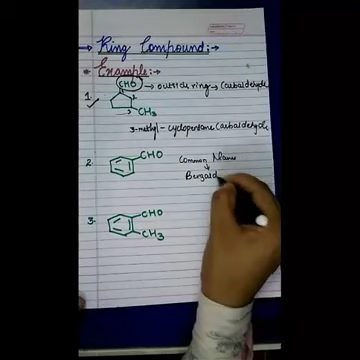 → Ring Compound:→
* Example:→
1. CHO → outside ring → Carbaldehyde
CH3
3-methyl-cyclopentane Carbaldehyde
2. CHO Common Name
↓
Benzald
3. CHO
CH3